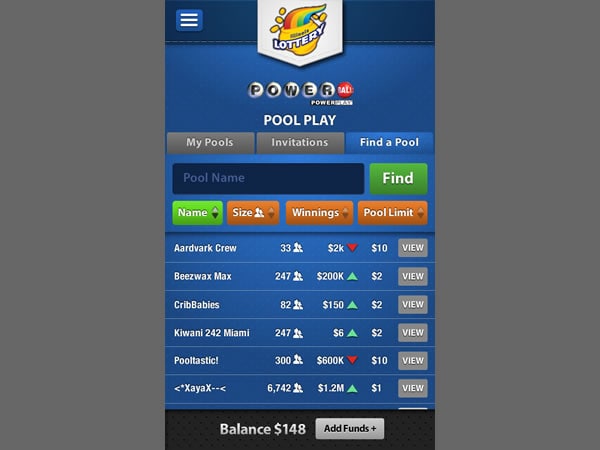 Illinois
LOTTERY
POWER BALL
POWERPLAY
POOL PLAY
My Pools Invitations Find a Pool
Pool Name Find
Name Size Winnings Pool Limit
Aardvark Crew 33 $2k $10 VIEW
Beezwax Max 247 $200K $2 VIEW
CribBabies 82 $150 $2 VIEW
Kiwani 242 Miami 247 $6 $2 VIEW
Pooltastic! 300 $600K $10 VIEW
<*XayaX--< 6,742 $1.2M $1 VIEW
Balance $148 Add Funds +